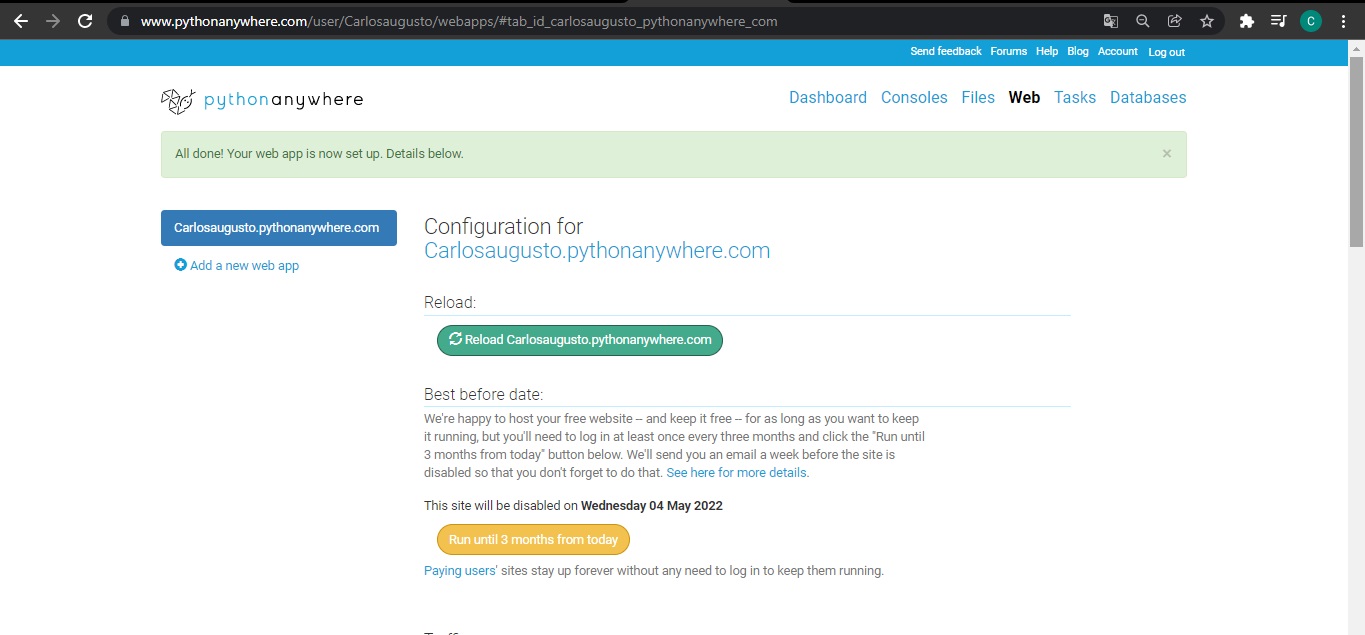 www.pythonanywhere.com/user/Carlosaugusto/webapps/#tab_id_carlosaugusto_pythonanywhere_com
C
Send feedback Forums Help Blog Account Log out
pythonanywhere
Dashboard Consoles Files Web Tasks Databases
All done! Your web app is now set up. Details below.
×
Carlosaugusto.pythonanywhere.com
Add a new web app
Configuration for
Carlosaugusto.pythonanywhere.com
Reload:
Reload Carlosaugusto.pythonanywhere.com
Best before date:
We're happy to host your free website -- and keep it free -- for as long as you want to keep
it running, but you'll need to log in at least once every three months and click the "Run until
3 months from today" button below. We'll send you an email a week before the site is
disabled so that you don't forget to do that. See here for more details.
This site will be disabled on Wednesday 04 May 2022
Run until 3 months from today
Paying users' sites stay up forever without any need to log in to keep them running.